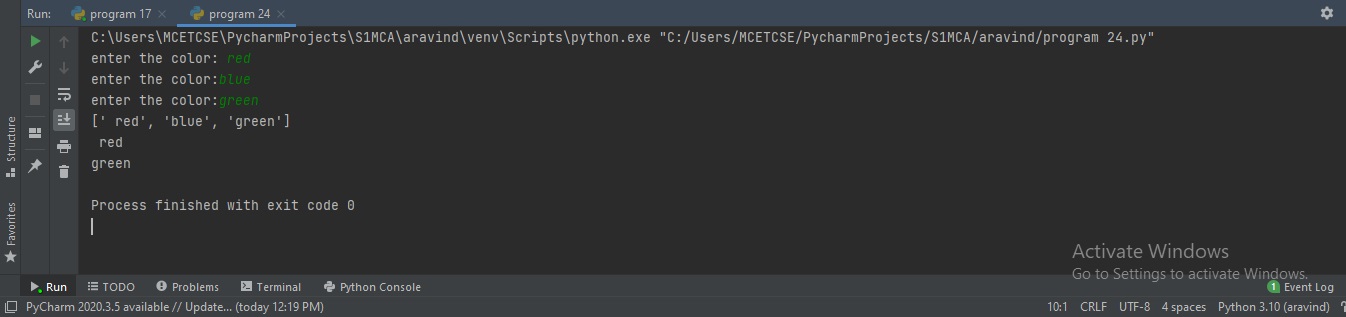 Run: program 17 program 24
C:\Users\MCETCSE\PycharmProjects\S1MCA\aravind\venv\Scripts\python.exe "C:/Users/MCETCSE/PycharmProjects/S1MCA/aravind/program 24.py"
enter the color: red
enter the color:blue
enter the color:green
[' red', 'blue', 'green']
 red
green
Process finished with exit code 0
Structure
Favorites
Activate Windows
Go to Settings to activate Windows.
Run TODO Problems Terminal Python Console 1 Event Log
PyCharm 2020.3.5 available // Update... (today 12:19 PM) 10:1 CRLF UTF-8 4 spaces Python 3.10 (aravind)